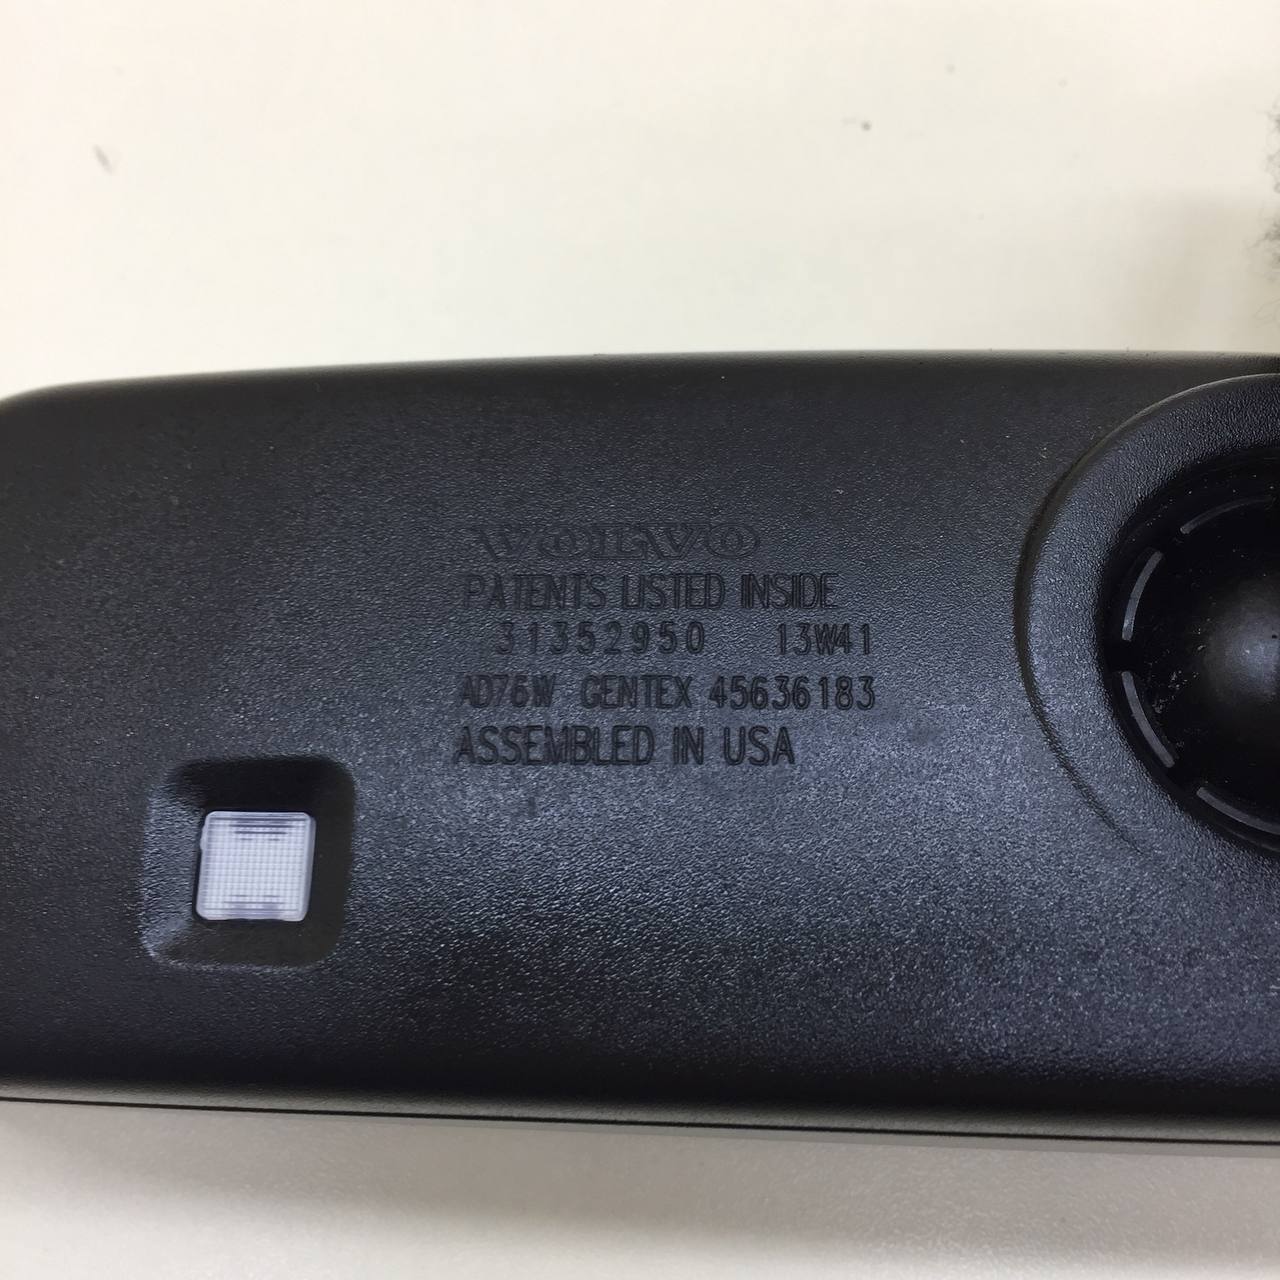 VOLVO
PATENTS LISTED INSIDE
31352950 13W41
AD76W GENTEX 45636183
ASSEMBLED IN USA